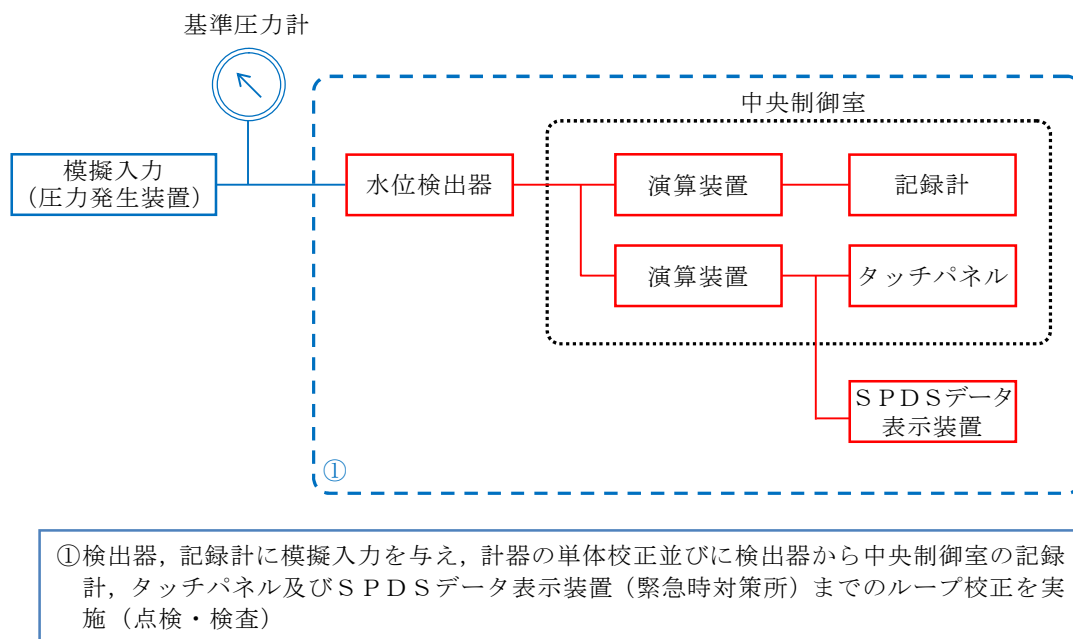 基準圧力計
中央制御室
模擬入力
(圧力発生装置)
水位検出器
演算装置
記録計
演算装置
タッチパネル
ＳＰＤＳデータ
表示装置
①
①検出器，記録計に模擬入力を与え，計器の単体校正並びに検出器から中央制御室の記録
計，タッチパネル及びＳＰＤＳデータ表示装置（緊急時対策所）までのループ校正を実
施（点検・検査）